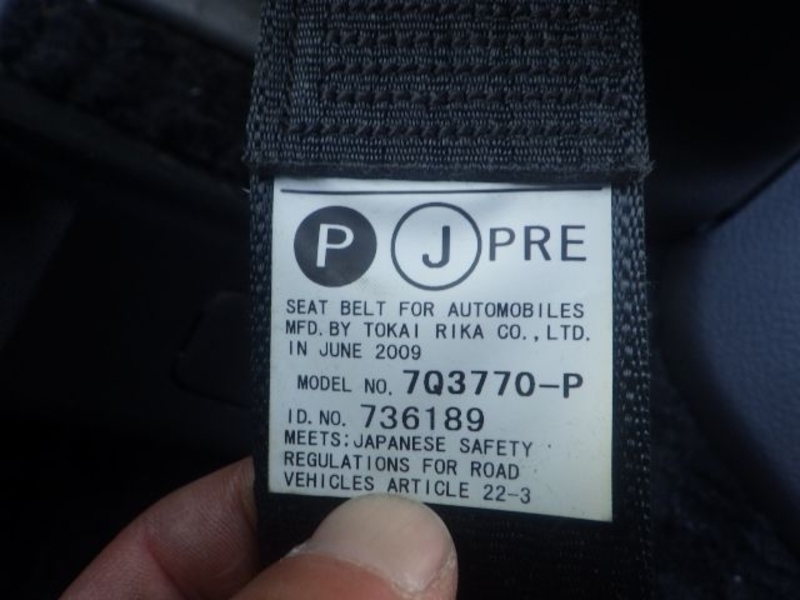 P J PRE
SEAT BELT FOR AUTOMOBILES
MFD. BY TOKAI RIKA CO., LTD.
IN JUNE 2009
MODEL NO. 7Q3770-P
ID. NO. 736189
MEETS: JAPANESE SAFETY
REGULATIONS FOR ROAD
VEHICLES ARTICLE 22-3